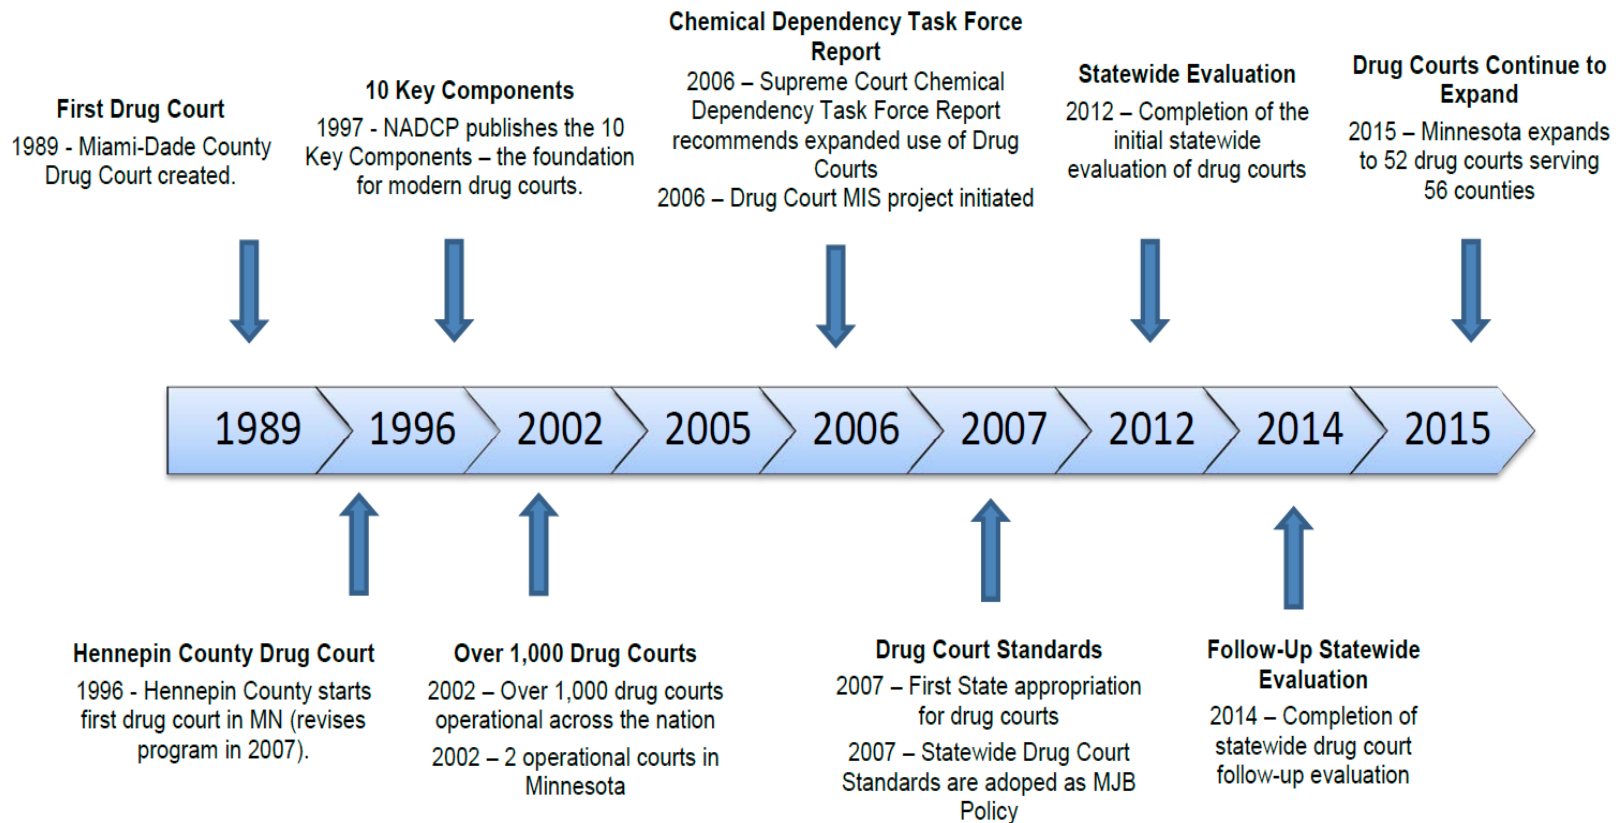 First Drug Court
1989 - Miami-Dade County
Drug Court created.
10 Key Components
1997 - NADCP publishes the 10
Key Components – the foundation
for modern drug courts.
Chemical Dependency Task Force
Report
2006 – Supreme Court Chemical
Dependency Task Force Report
recommends expanded use of Drug
Courts
2006 – Drug Court MIS project initiated
Statewide Evaluation
2012 – Completion of the
initial statewide
evaluation of drug courts
Drug Courts Continue to
Expand
2015 – Minnesota expands
to 52 drug courts serving
56 counties
1989
1996
2002
2005
2006
2007
2012
2014
2015
Hennepin County Drug Court
1996 - Hennepin County starts
first drug court in MN (revises
program in 2007).
Over 1,000 Drug Courts
2002 – Over 1,000 drug courts
operational across the nation
2002 – 2 operational courts in
Minnesota
Drug Court Standards
2007 – First State appropriation
for drug courts
2007 – Statewide Drug Court
Standards are adoped as MJB
Policy
Follow-Up Statewide
Evaluation
2014 – Completion of
statewide drug court
follow-up evaluation